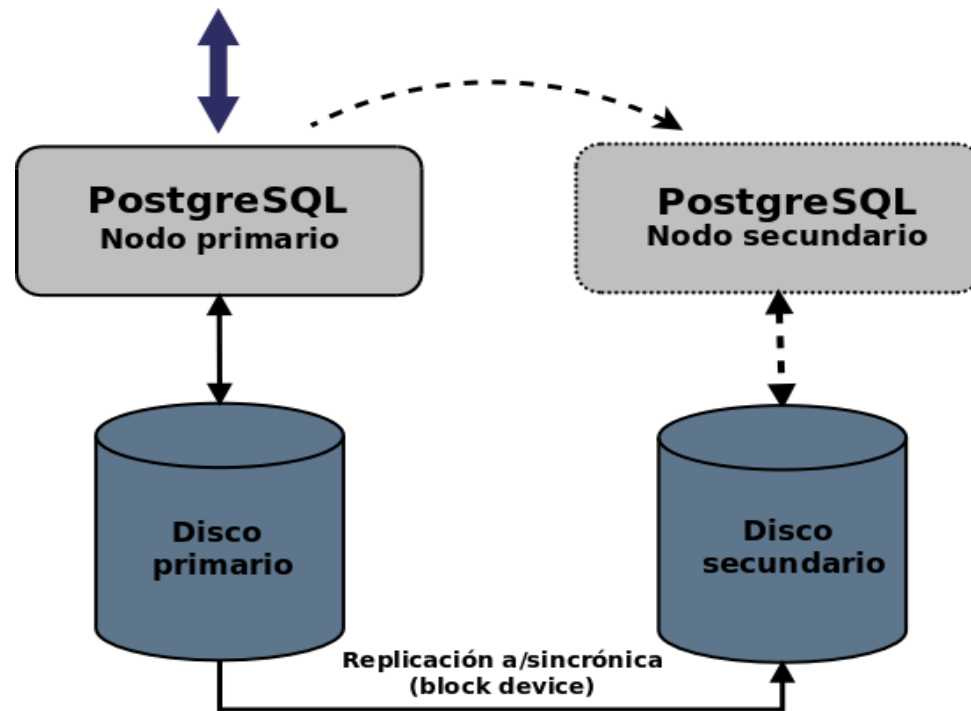 PostgreSQL
Nodo primario
PostgreSQL
Nodo secundario
Disco
primario
Disco
secundario
Replicación a/sincrónica
(block device)